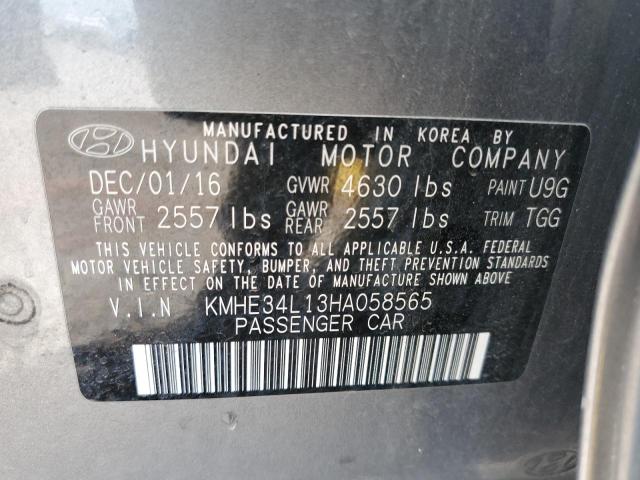 MANUFACTURED IN KOREA BY
HYUNDAI MOTOR COMPANY
DEC/01/16 GVWR 4630 lbs PAINT U9G
GAWR FRONT 2557 lbs GAWR REAR 2557 lbs TRIM TGG
THIS VEHICLE CONFORMS TO ALL APPLICABLE U.S.A. FEDERAL
MOTOR VEHICLE SAFETY, BUMPER, AND THEFT PREVENTION STANDARDS
IN EFFECT ON THE DATE OF MANUFACTURE SHOWN ABOVE
V.I.N KMHE34L13HA058565
PASSENGER CAR